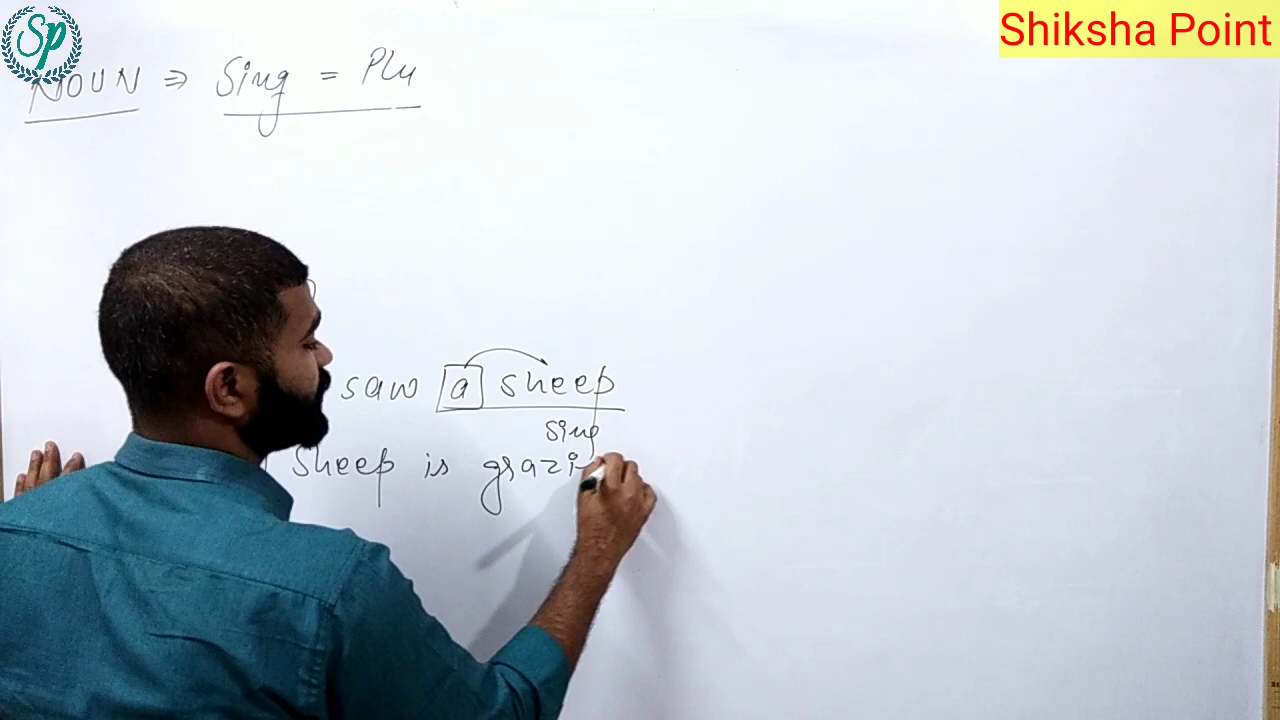 Sp
Shiksha Point
NOUN ⇒ Sing = Plu
saw a sheep
sing
sheep is grazi